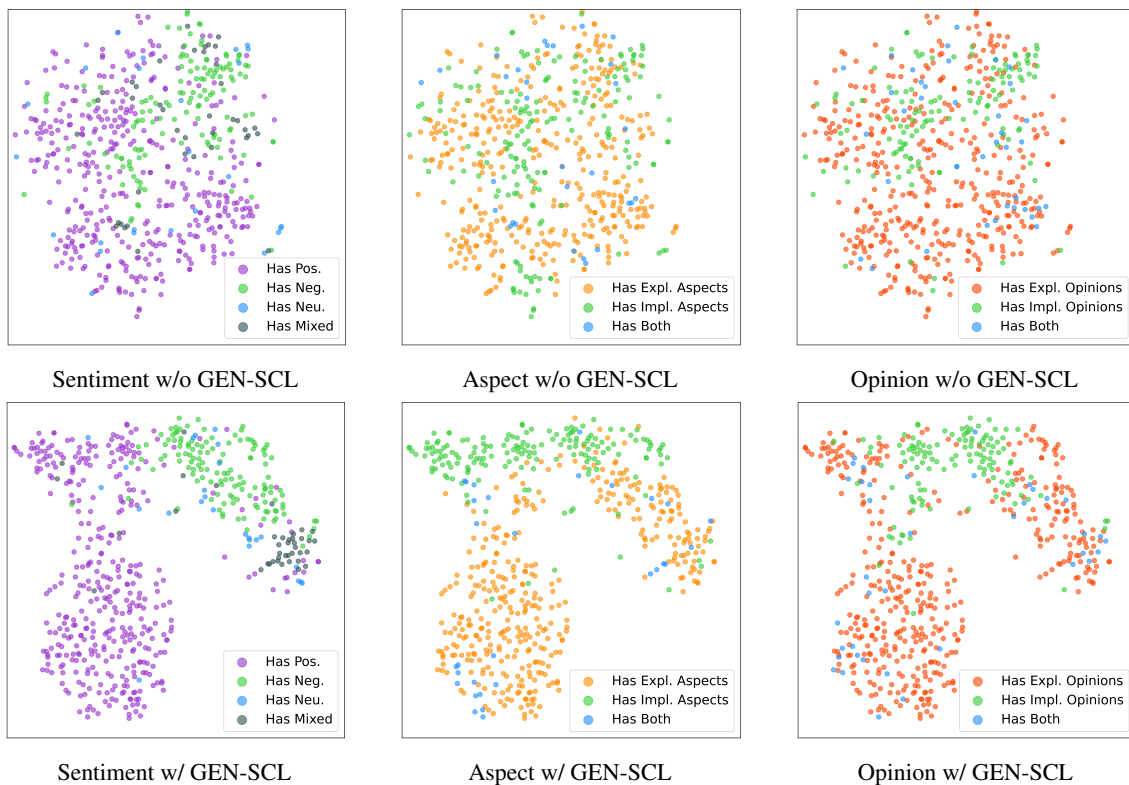 Has Pos.
Has Neg.
Has Neu.
Has Mixed
Has Expl. Aspects
Has Impl. Aspects
Has Both
Has Expl. Opinions
Has Impl. Opinions
Has Both
Sentiment w/o GEN-SCL
Aspect w/o GEN-SCL
Opinion w/o GEN-SCL
Has Pos.
Has Neg.
Has Neu.
Has Mixed
Has Expl. Aspects
Has Impl. Aspects
Has Both
Has Expl. Opinions
Has Impl. Opinions
Has Both
Sentiment w/ GEN-SCL
Aspect w/ GEN-SCL
Opinion w/ GEN-SCL